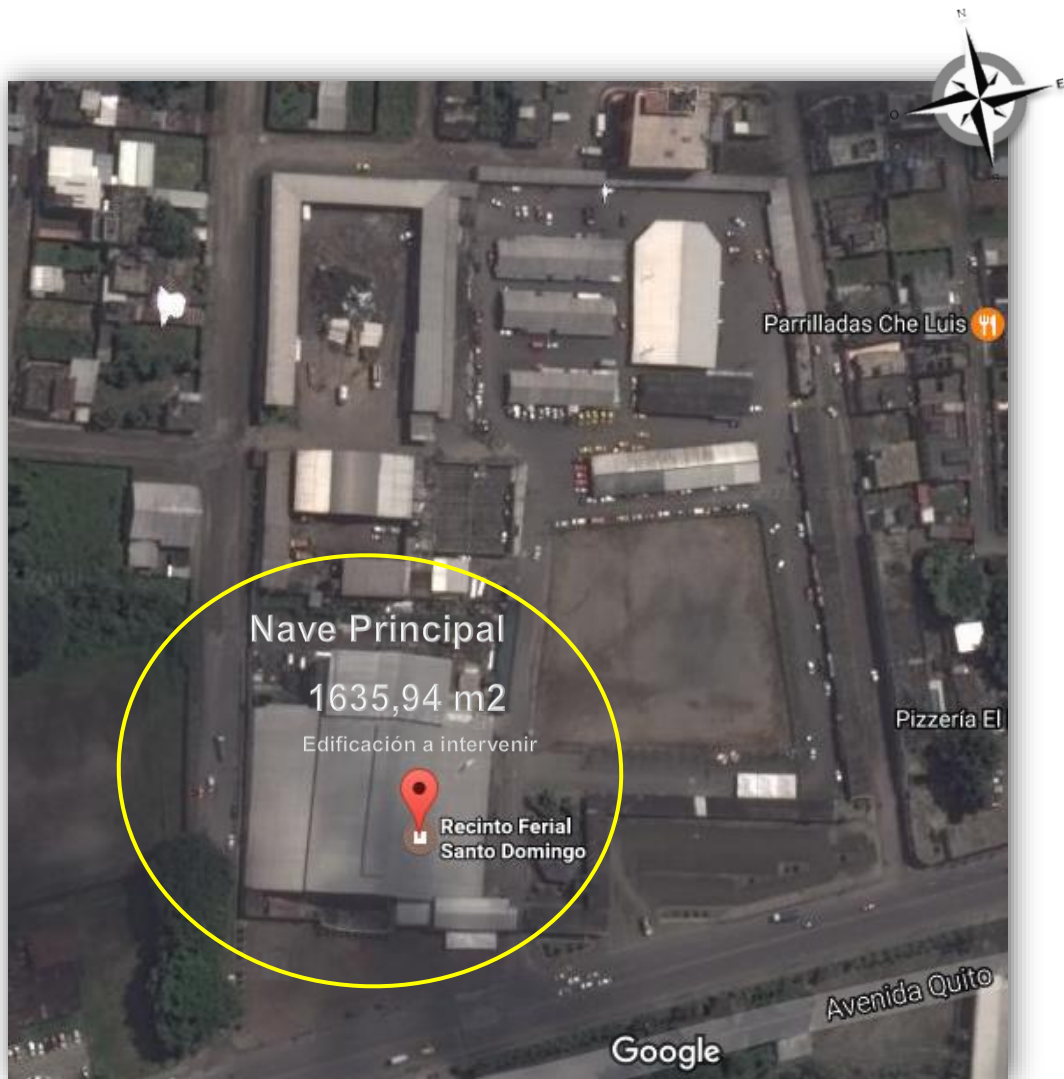 N
E
O
Parrilladas Che Luis
Nave Principal
1635,94 m2
Edificación a intervenir
Pizzería El
Recinto Ferial
Santo Domingo
Avenida Quito
Google